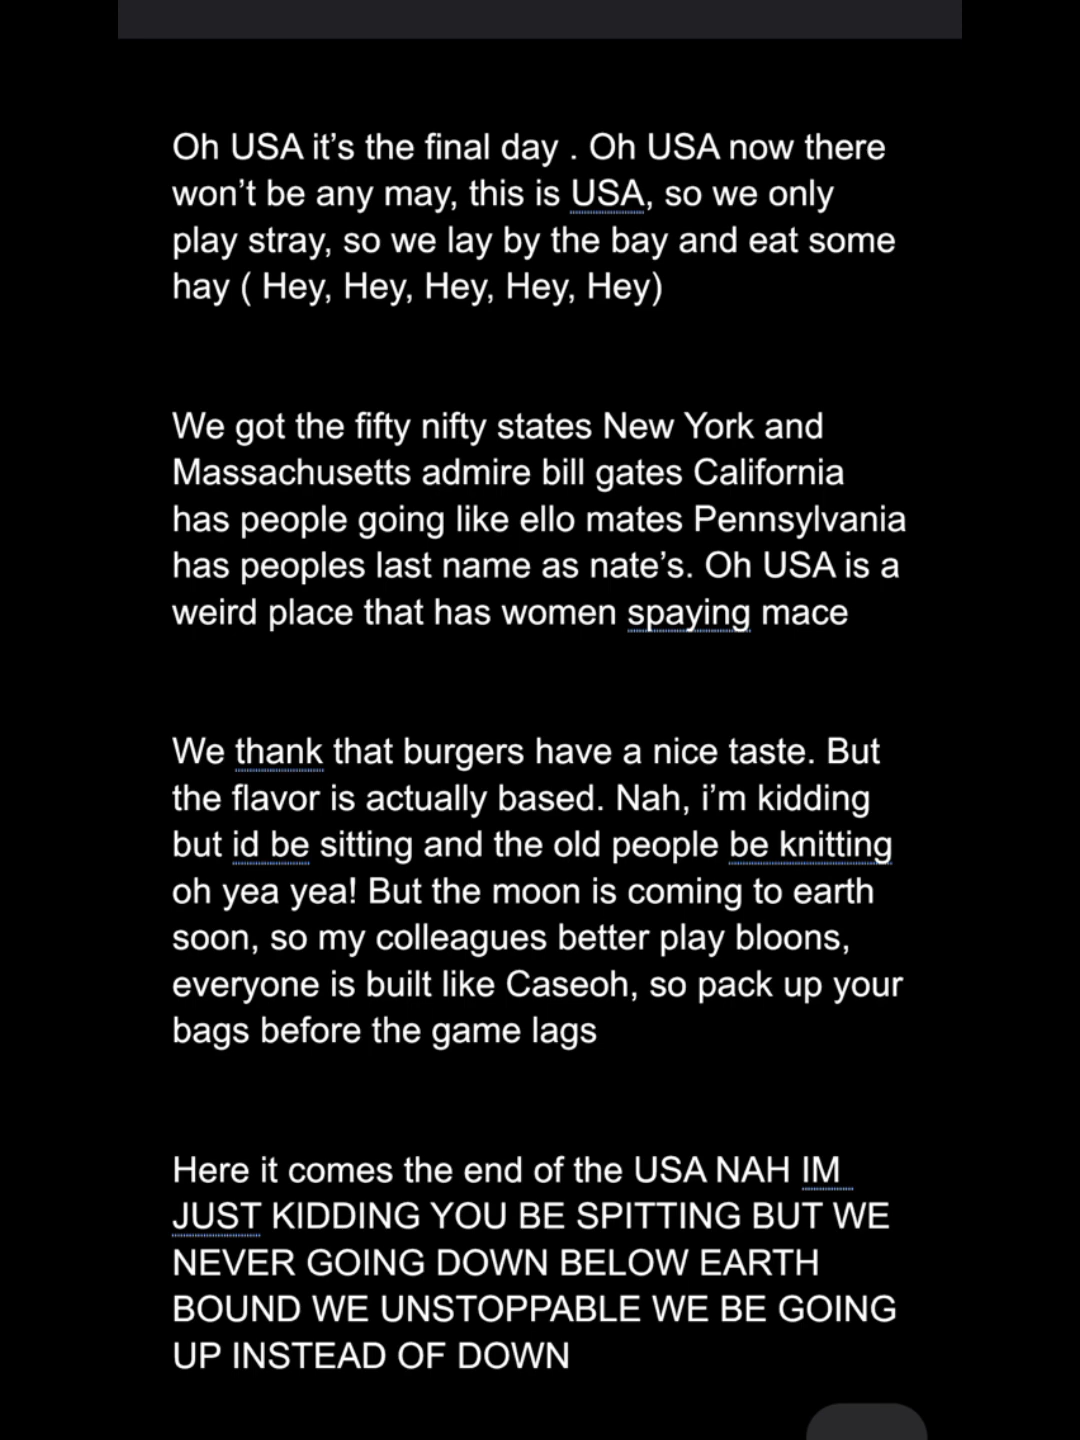 Oh USA it’s the final day . Oh USA now there
won’t be any may, this is USA, so we only
play stray, so we lay by the bay and eat some
hay ( Hey, Hey, Hey, Hey, Hey)
We got the fifty nifty states New York and
Massachusetts admire bill gates California
has people going like ello mates Pennsylvania
has peoples last name as nate’s. Oh USA is a
weird place that has women spaying mace
We thank that burgers have a nice taste. But
the flavor is actually based. Nah, i’m kidding
but id be sitting and the old people be knitting
oh yea yea! But the moon is coming to earth
soon, so my colleagues better play bloons,
everyone is built like Caseoh, so pack up your
bags before the game lags
Here it comes the end of the USA NAH IM
JUST KIDDING YOU BE SPITTING BUT WE
NEVER GOING DOWN BELOW EARTH
BOUND WE UNSTOPPABLE WE BE GOING
UP INSTEAD OF DOWN